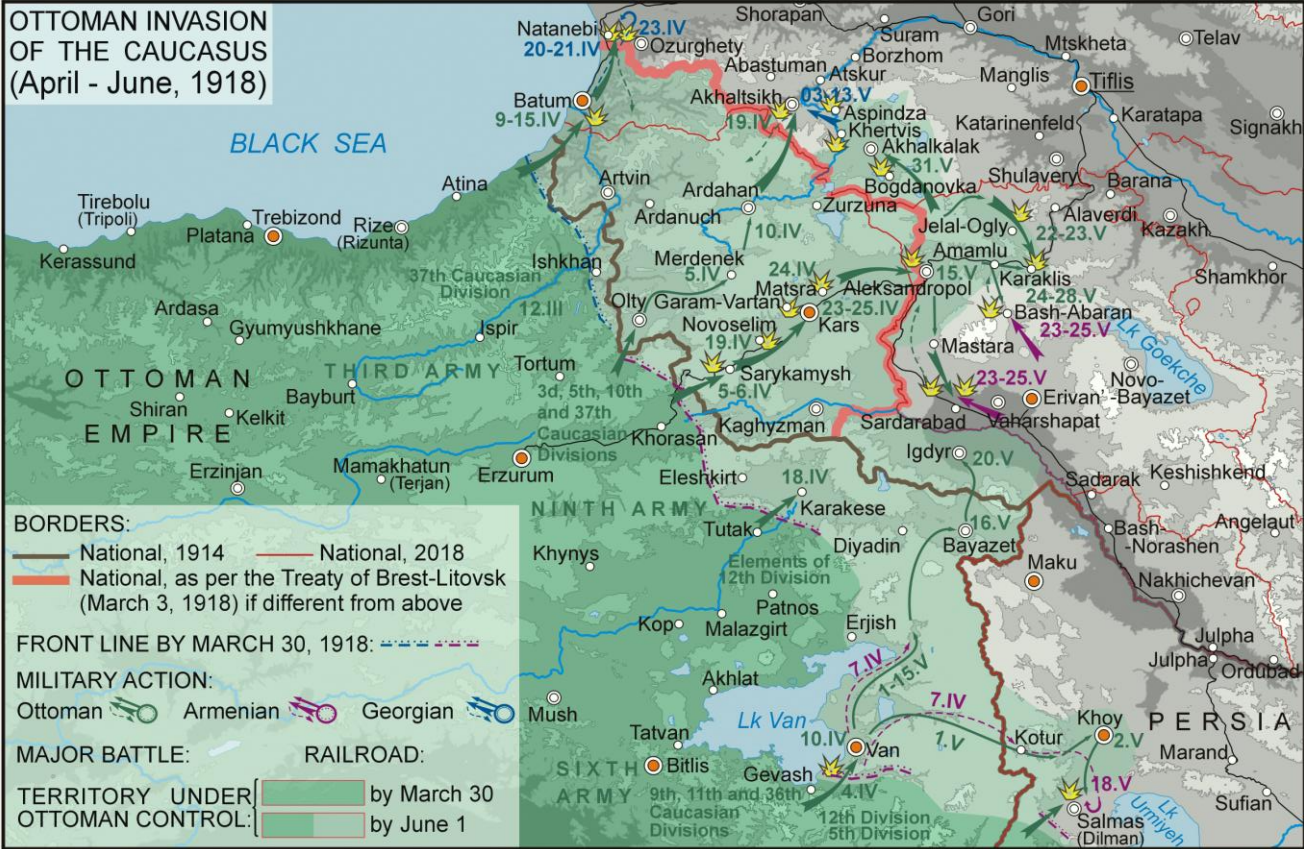 OTTOMAN INVASION
OF THE CAUCASUS
(April - June, 1918)
Natanebi
20-21.IV
23.IV
Ozurghety
Shorapan
Suram
Gori
Borzhom
Abastuman
Atskur
Mtskheta
Telav
Manglis
Tiflis
Batum
9-15.IV
Akhaltsikh
03-13.V
19.IV
Aspindza
Khertvis
Akhalkalak
-31.V
Bogdanovka
Katarinenfeld
Karatapa
Signakh
Shulavery
Barana
BLACK SEA
Atina
Artvin
Ardahan
Ardanuch
Zurzuna
Jelal-Ogly
Alaverdi
22-23.V
Kazakh
Tirebolu
(Tripoli)
Trebizond
Platana
Rize
(Rizunta)
Kerassund
10.IV
Merdenek
5.IV
Ishkhan
37th Caucasian
Division
12.III
24.IV
Matsra
Amamlu
15.V
Aleksandropol
Karaklis
24-28.V
Shamkhor
Ardasa
Gyumyushkhane
Ispir
Olty
Garam-Vartan
23-25.IV
Kars
Novoselim
19.IV
Bash-Abaran
23-25.V
Lk Goekche
Mastara
Tortum
THIRD ARMY
Sarykamysh
5-6.IV
23-25.V
Novo-
-Bayazet
Erivan'
OTTOMAN
EMPIRE
Shiran
Kelkit
Bayburt
3d, 5th, 10th
and 37th
Caucasian
Divisions
Khorasan
Kaghyzman
Sardarabad
Vaharshapat
Igdyr
20.V
Erzinjan
Mamakhatun
(Terjan)
Erzurum
Eleshkirt
18.IV
Karakese
Sadarak
Keshishkend
NINTH ARMY
Tutak
16.V
Bayazet
Diyadin
Bash-
-Norashen
Angelaut
Khynys
Elements of
12th Division
Maku
Nakhichevan
Patnos
Kop
Malazgirt
Erjish
Julpha
Julpha
Ordubad
7.IV
1-15.V
Akhlat
Mush
Lk Van
7.IV
1.V
Khoy
PERSIA
Tatvan
10.IV
Van
Kotur
2.V
Marand
Bitlis
SIXTH
ARMY
Gevash
4.IV
9th, 11th and 36th
Caucasian
Divisions
12th Division
5th Division
18.V
Salmas
(Dilman)
Lk
Umiyeh
Sufian
BORDERS:
National, 1914
National, 2018
National, as per the Treaty of Brest-Litovsk
(March 3, 1918) if different from above
FRONT LINE BY MARCH 30, 1918:
MILITARY ACTION:
Ottoman
Armenian
Georgian
MAJOR BATTLE:
RAILROAD:
TERRITORY UNDER
OTTOMAN CONTROL:
by March 30
by June 1